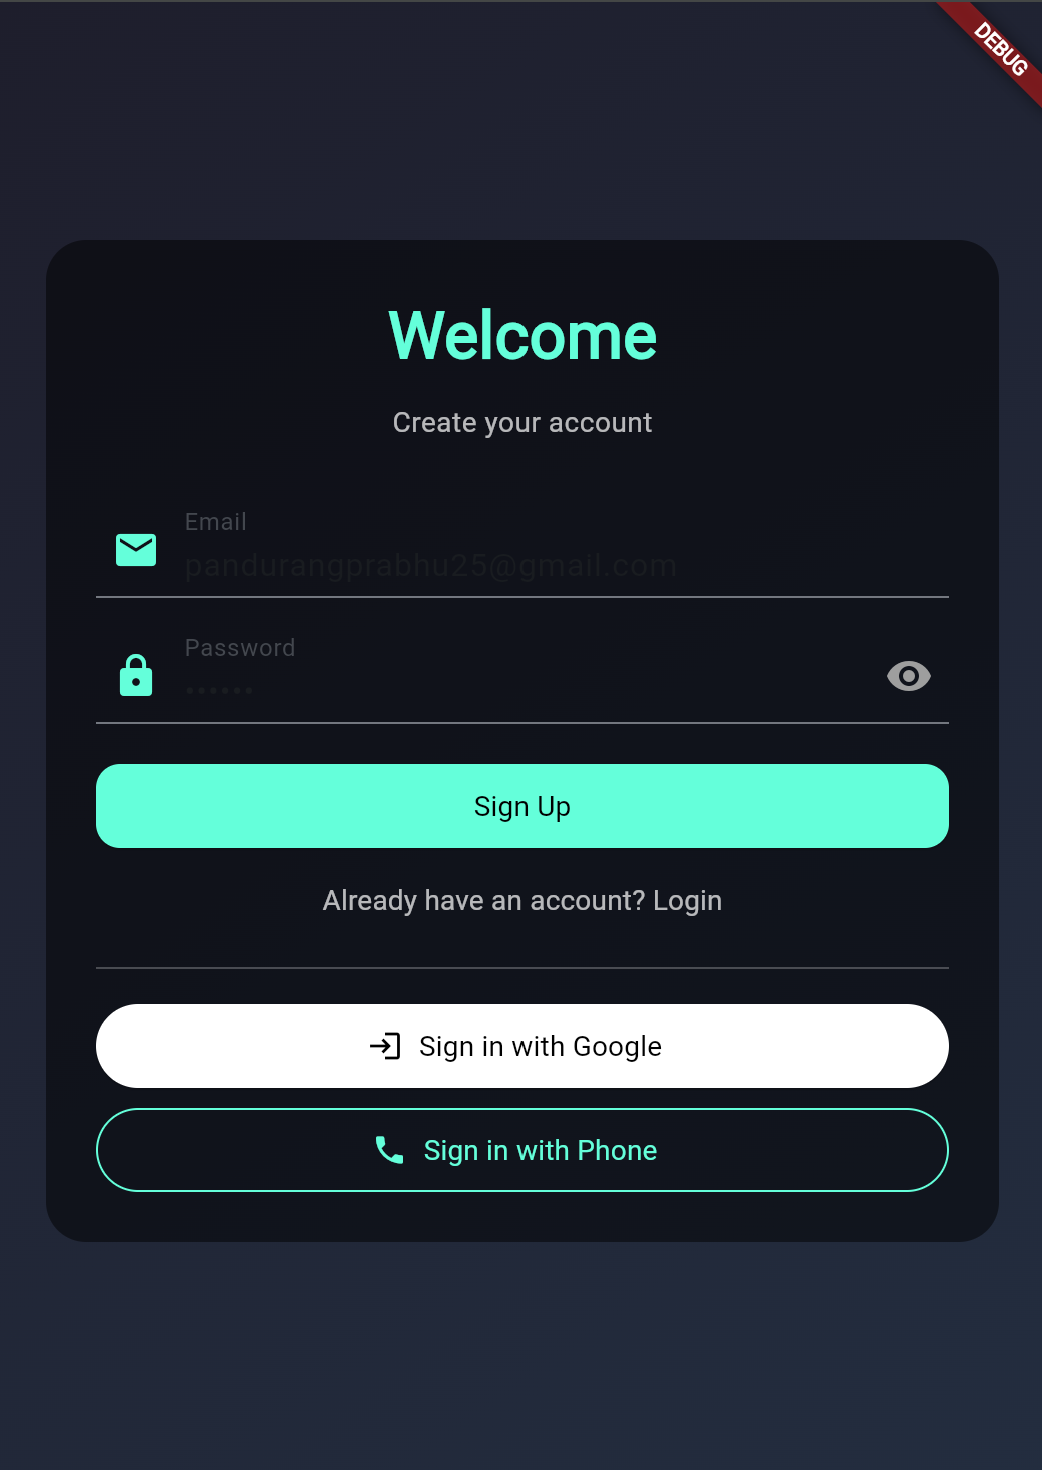 DEBUG
Welcome
Create your account
Email
pandurangprabhu25@gmail.com
Password
••••••
Sign Up
Already have an account? Login
Sign in with Google
Sign in with Phone